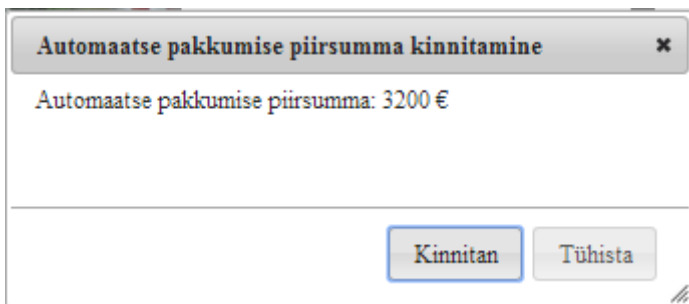 Automaatse pakkumise piirsumma kinnitamine
Automaatse pakkumise piirsumma: 3200 €
Kinnitan
Tühista